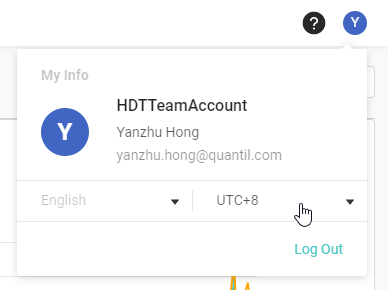 ?
Y
My Info
HDTTeamAccount
Y
Yanzhu Hong
yanzhu.hong@quantil.com
English
UTC+8
Log Out